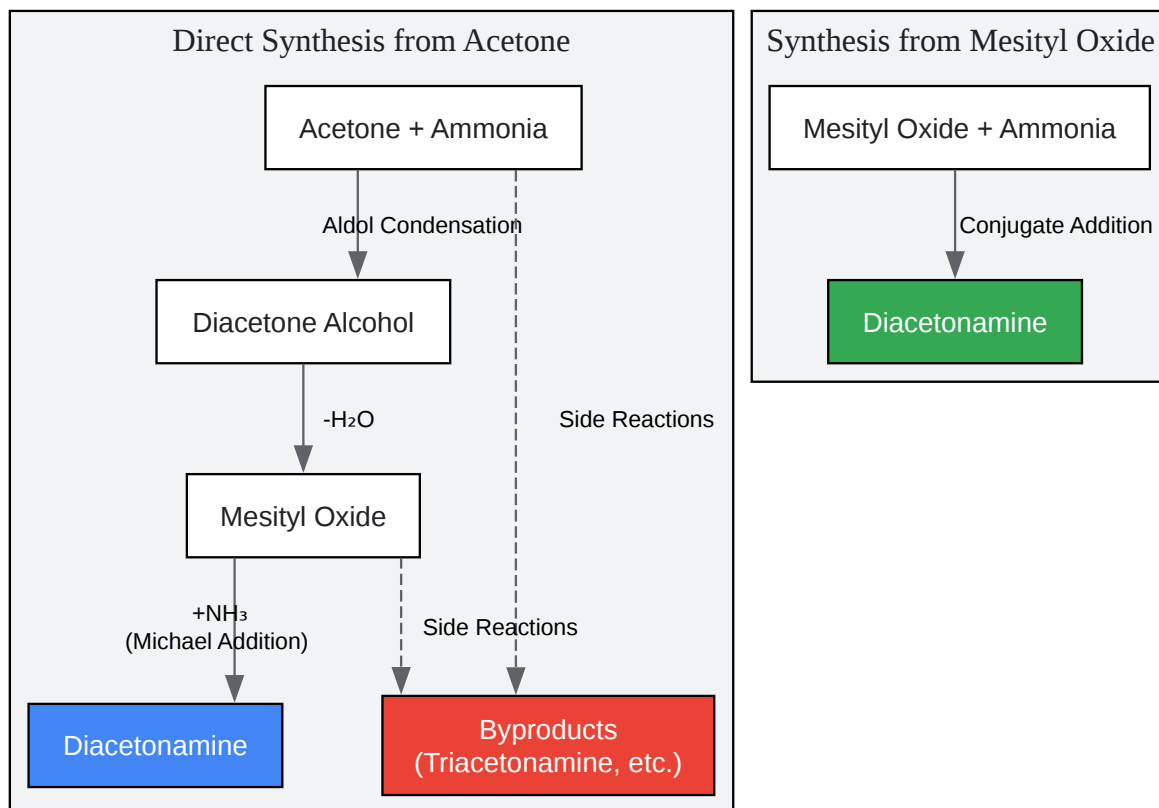 Direct Synthesis from Acetone
Acetone + Ammonia
Aldol Condensation
Diacetone Alcohol
-H₂O
Side Reactions
Mesityl Oxide
+NH₃
(Michael Addition)
Side Reactions
Diacetonamine
Byproducts
(Triacetonamine, etc.)
Synthesis from Mesityl Oxide
Mesityl Oxide + Ammonia
Conjugate Addition
Diacetonamine